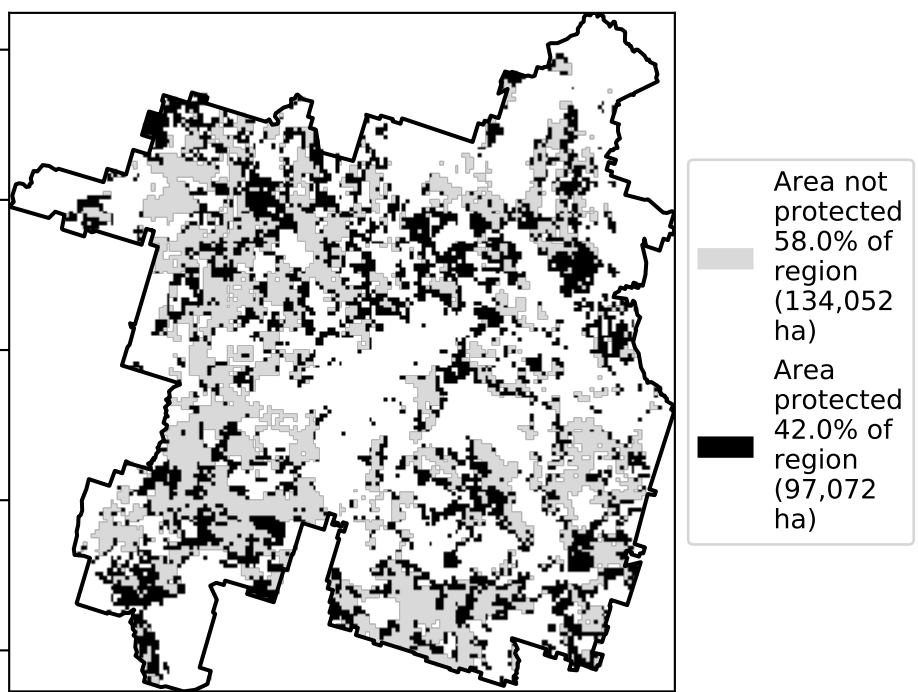 Area not
protected
58.0% of
region
(134,052
ha)
Area
protected
42.0% of
region
(97,072
ha)